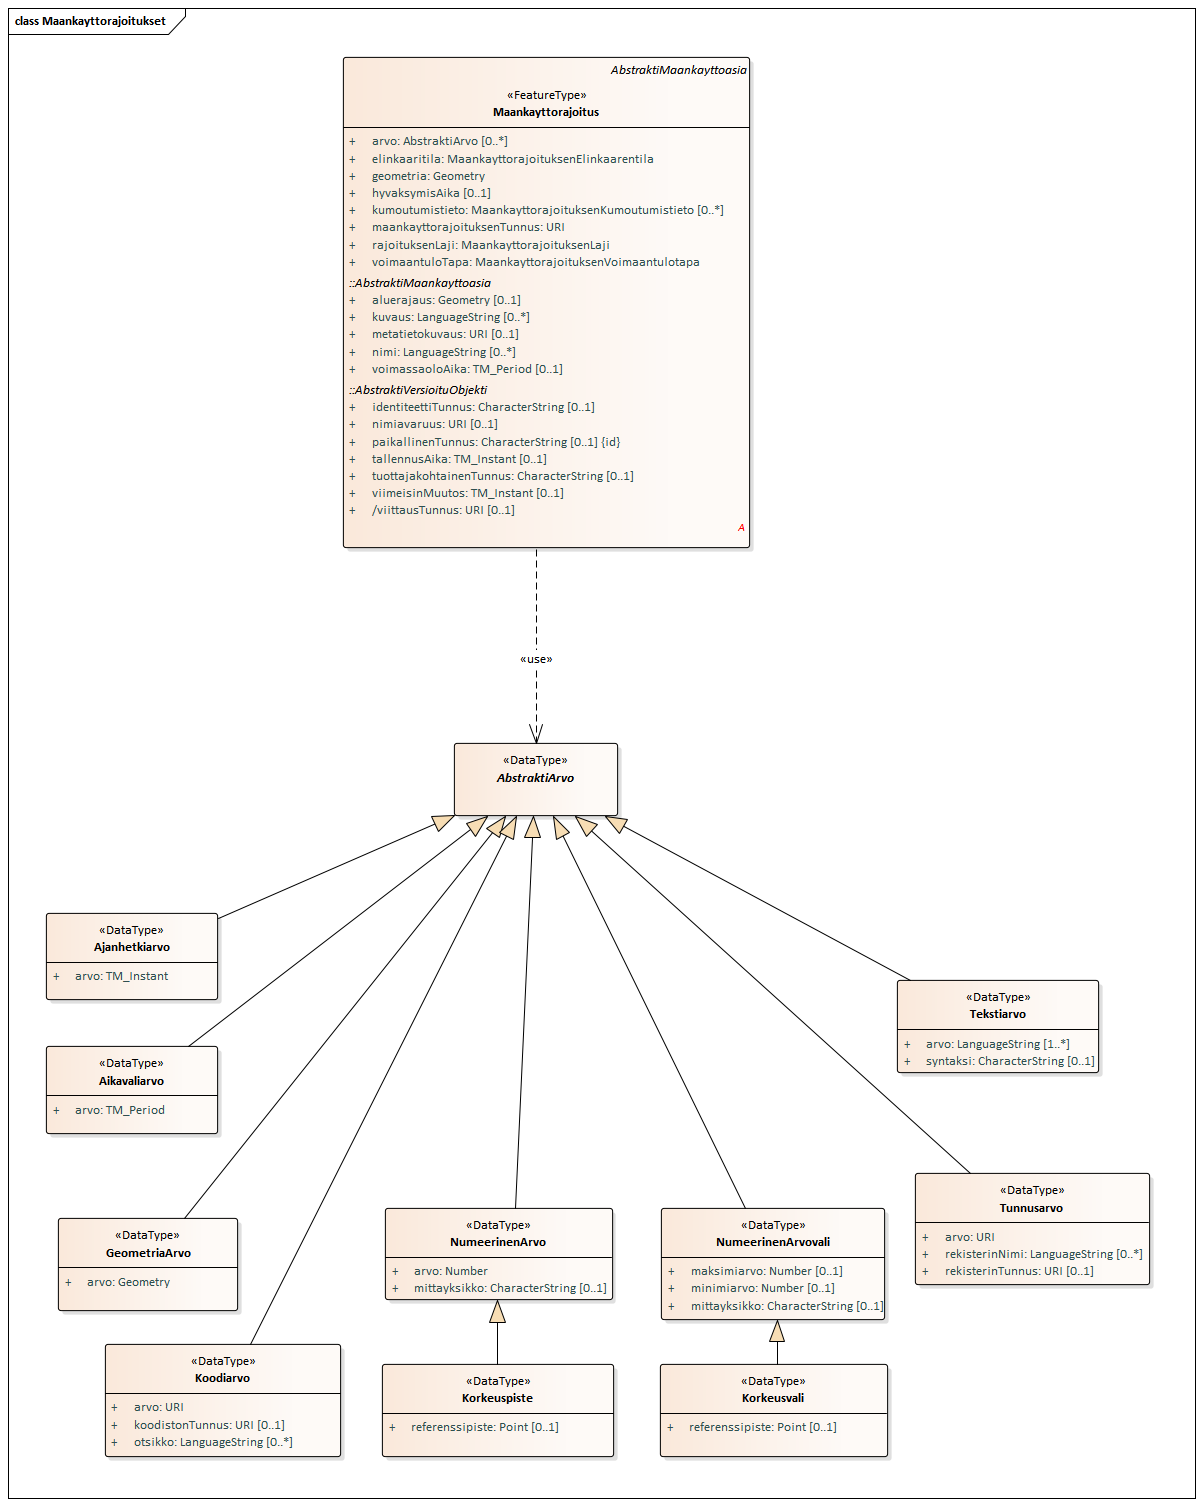 class Maankayttorajoitukset
AbstraktiMaankayttoasia
«FeatureType»
Maankayttorajoitus
+ arvo: AbstraktiArvo [0..*]
+ elinkaaritila: MaankayttorajoituksenElinkaarentila
+ geometria: Geometry
+ hyvaksymisAika [0..1]
+ kumoutumistieto: MaankayttorajoituksenKumoutumistieto [0..*]
+ maankayttorajoituksenTunnus: URI
+ rajoituksenLaji: MaankayttorajoituksenLaji
+ voimaantuloTapa: MaankayttorajoituksenVoimaantulotapa
::AbstraktiMaankayttoasia
+ aluerajaus: Geometry [0..1]
+ kuvaus: LanguageString [0..*]
+ metatietokuvaus: URI [0..1]
+ nimi: LanguageString [0..*]
+ voimassaoloAika: TM_Period [0..1]
::AbstraktiVersioituObjekti
+ identiteettiTunnus: CharacterString [0..1]
+ nimiavaruus: URI [0..1]
+ paikallinenTunnus: CharacterString [0..1] {id}
+ tallennusAika: TM_Instant [0..1]
+ tuottajakohtainenTunnus: CharacterString [0..1]
+ viimeisinMuutos: TM_Instant [0..1]
+ /viittausTunnus: URI [0..1]
A
«use»
«DataType»
AbstraktiArvo
«DataType»
Ajanhetkiarvo
+ arvo: TM_Instant
«DataType»
Tekstiarvo
+ arvo: LanguageString [1..*]
+ syntaksi: CharacterString [0..1]
«DataType»
Aikavaliarvo
+ arvo: TM_Period
«DataType»
Tunnusarvo
+ arvo: URI
+ rekisterinNimi: LanguageString [0..*]
+ rekisterinTunnus: URI [0..1]
«DataType»
GeometriaArvo
+ arvo: Geometry
«DataType»
NumeerinenArvo
+ arvo: Number
+ mittayksikko: CharacterString [0..1]
«DataType»
NumeerinenArvovali
+ maksimiarvo: Number [0..1]
+ minimiarvo: Number [0..1]
+ mittayksikko: CharacterString [0..1]
«DataType»
Koodiarvo
+ arvo: URI
+ koodistonTunnus: URI [0..1]
+ otsikko: LanguageString [0..*]
«DataType»
Korkeuspiste
+ referenssipiste: Point [0..1]
«DataType»
Korkeusvali
+ referenssipiste: Point [0..1]